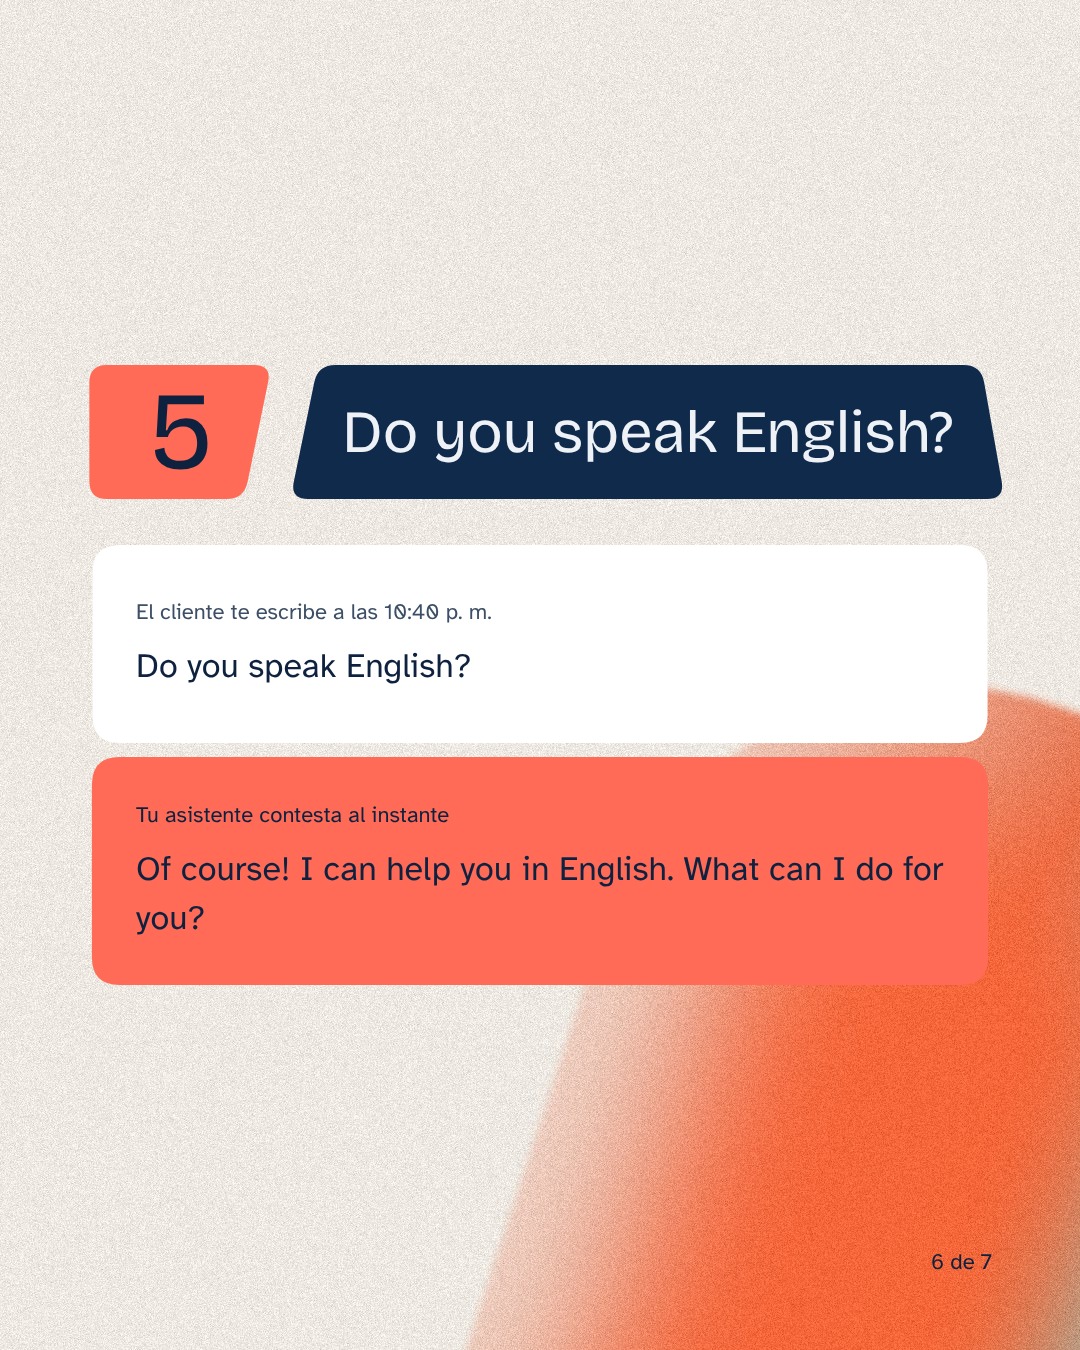 5
Do you speak English?
El cliente te escribe a las 10:40 p. m.
Do you speak English?
Tu asistente contesta al instante
Of course! I can help you in English. What can I do for
you?
6 de 7